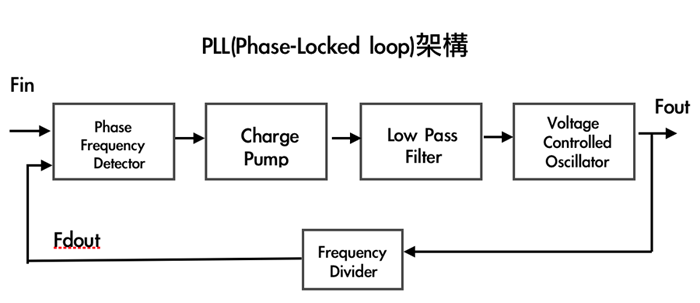 PLL(Phase-Locked loop)架構
Fin
Phase
Frequency
Detector
Charge
Pump
Low Pass
Filter
Voltage
Controlled
Oscillator
Fout
Fdout
Frequency
Divider